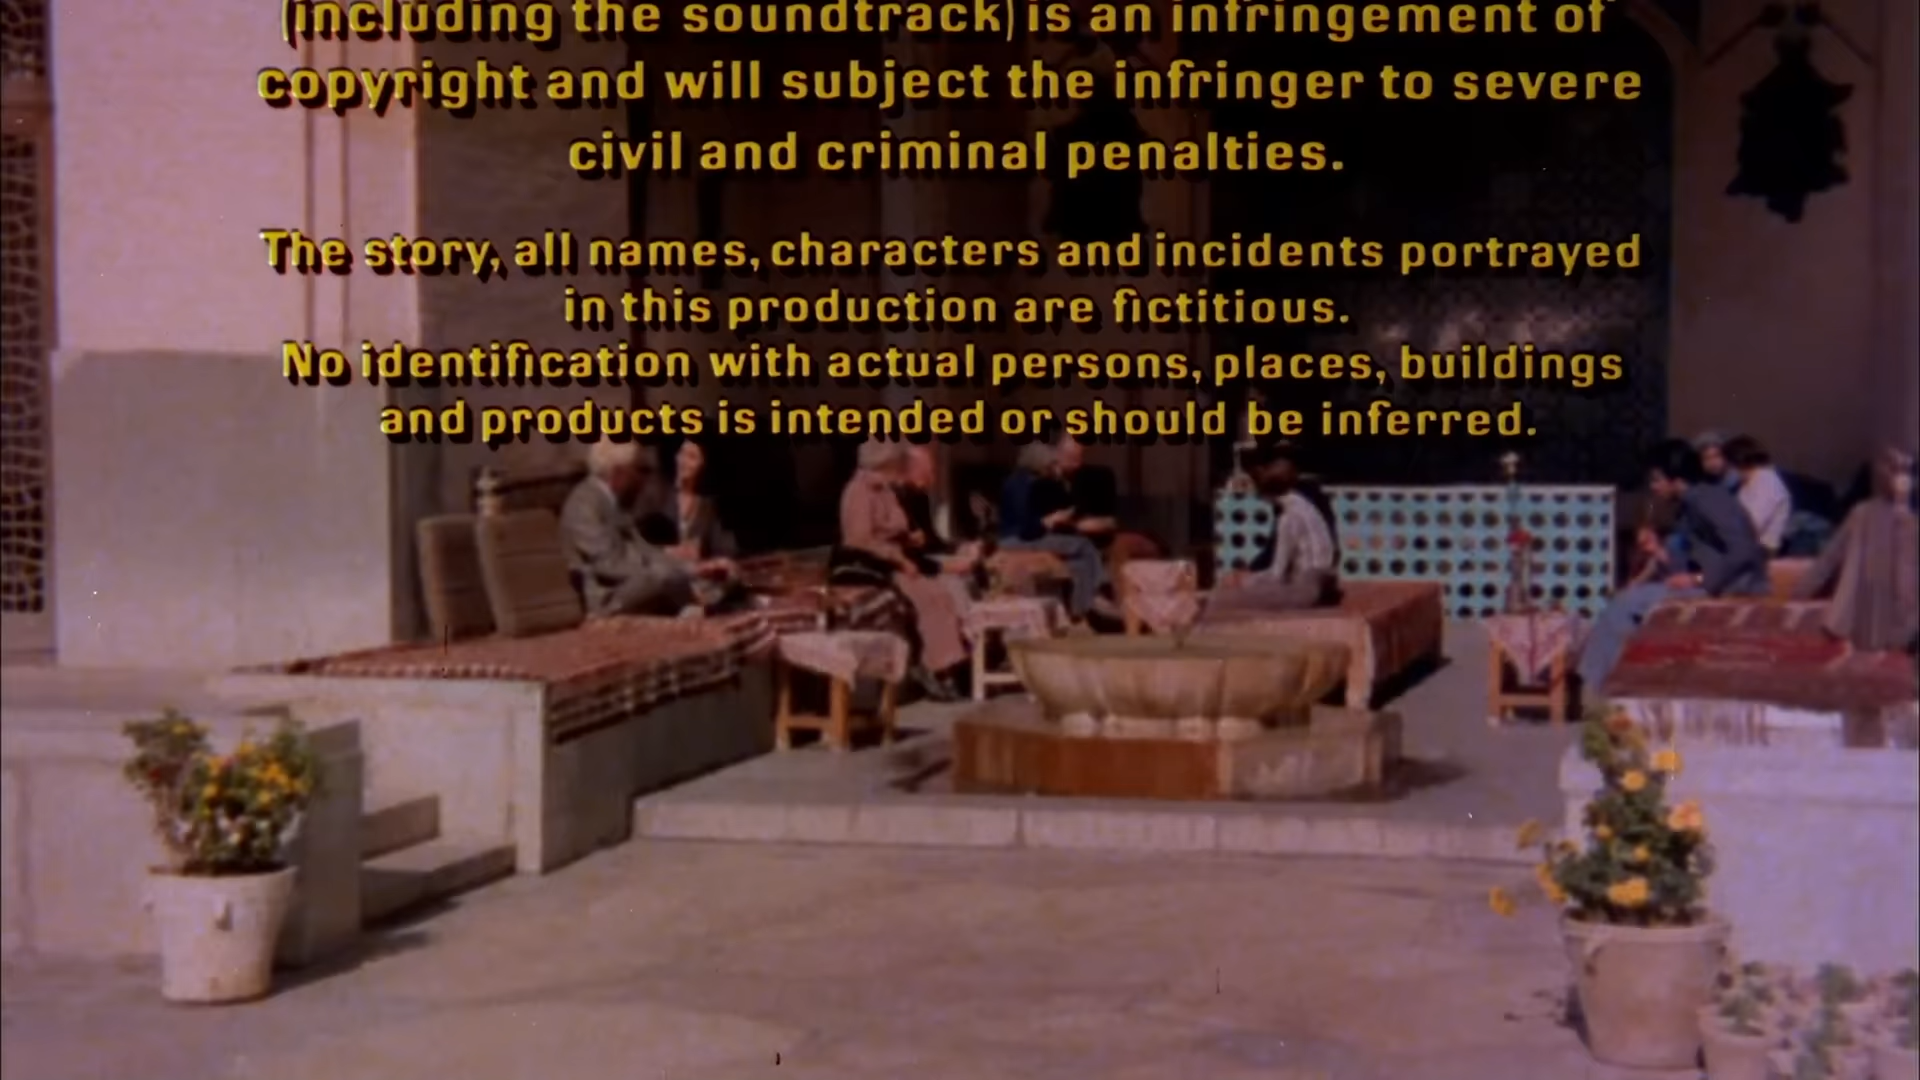 (including the soundtrack) is an infringement of
copyright and will subject the infringer to severe
civil and criminal penalties.
The story, all names, characters and incidents portrayed
in this production are fictitious.
No identification with actual persons, places, buildings
and products is intended or should be inferred.